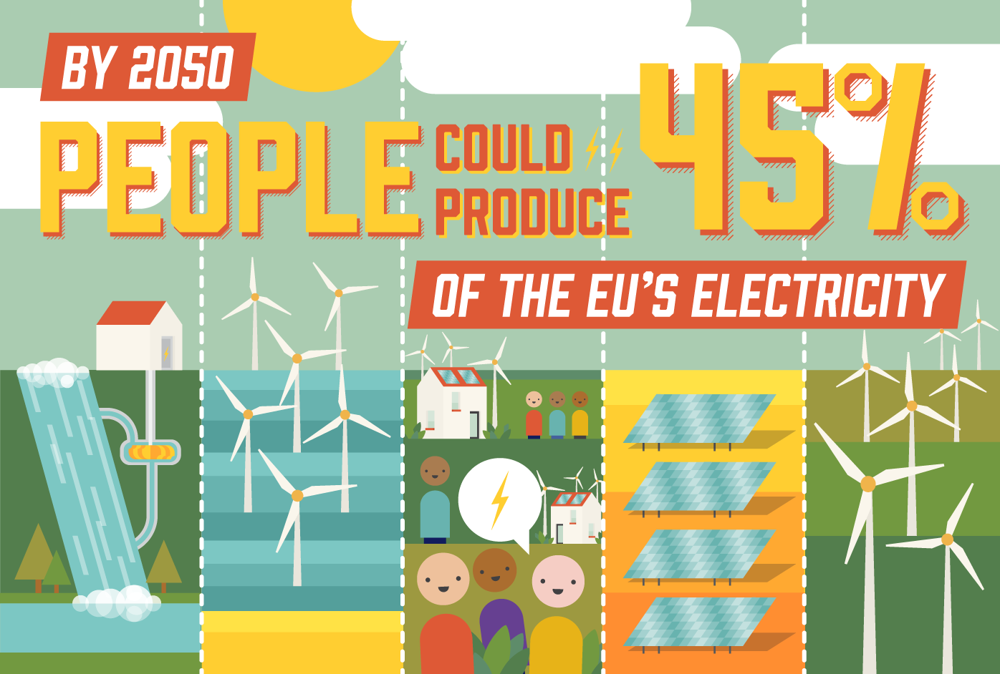 BY 2050
PEOPLE COULD PRODUCE 45%
OF THE EU'S ELECTRICITY